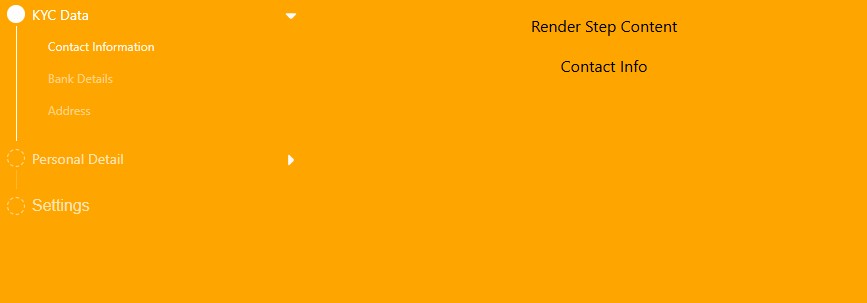 KYC Data
Contact Information
Bank Details
Address
Personal Detail
Settings
Render Step Content
Contact Info